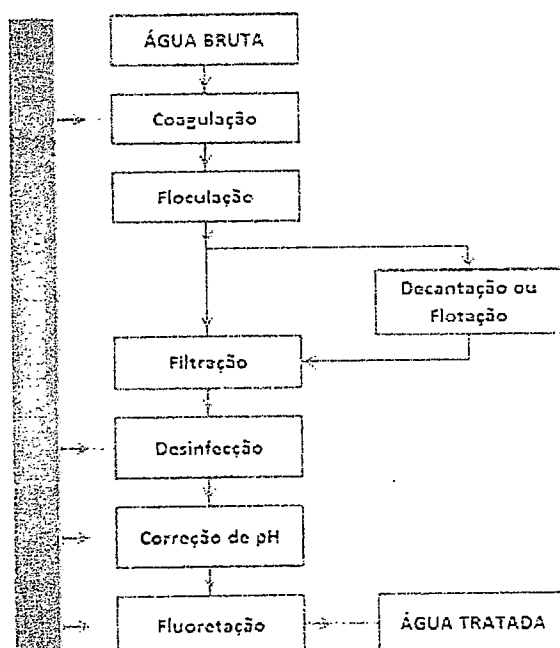 ÁGUA BRUTA
Coagulação
Floculação
Decantação ou
Flotação
Filtração
Desinfecção
Correção de pH
Fluoretação
ÁGUA TRATADA